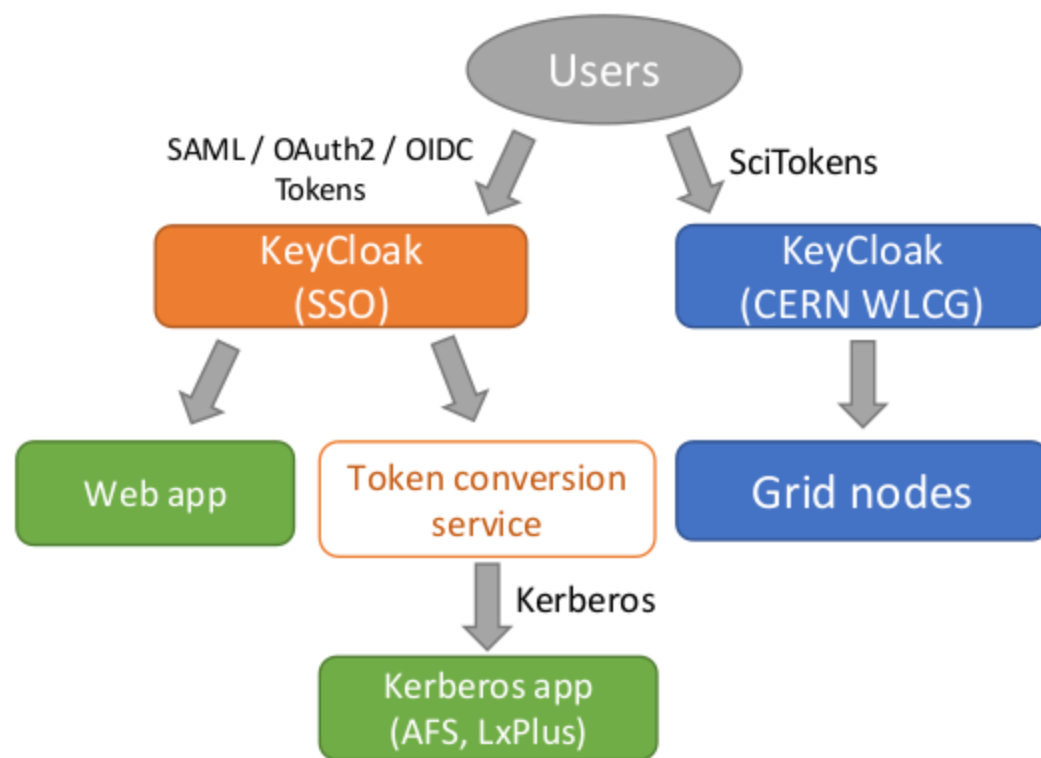 Users
SAML / OAuth2 / OIDC
Tokens
SciTokens
KeyCloak
(SSO)
KeyCloak
(CERN WLCG)
Web app
Token conversion
service
Grid nodes
Kerberos
Kerberos app
(AFS, LxPlus)